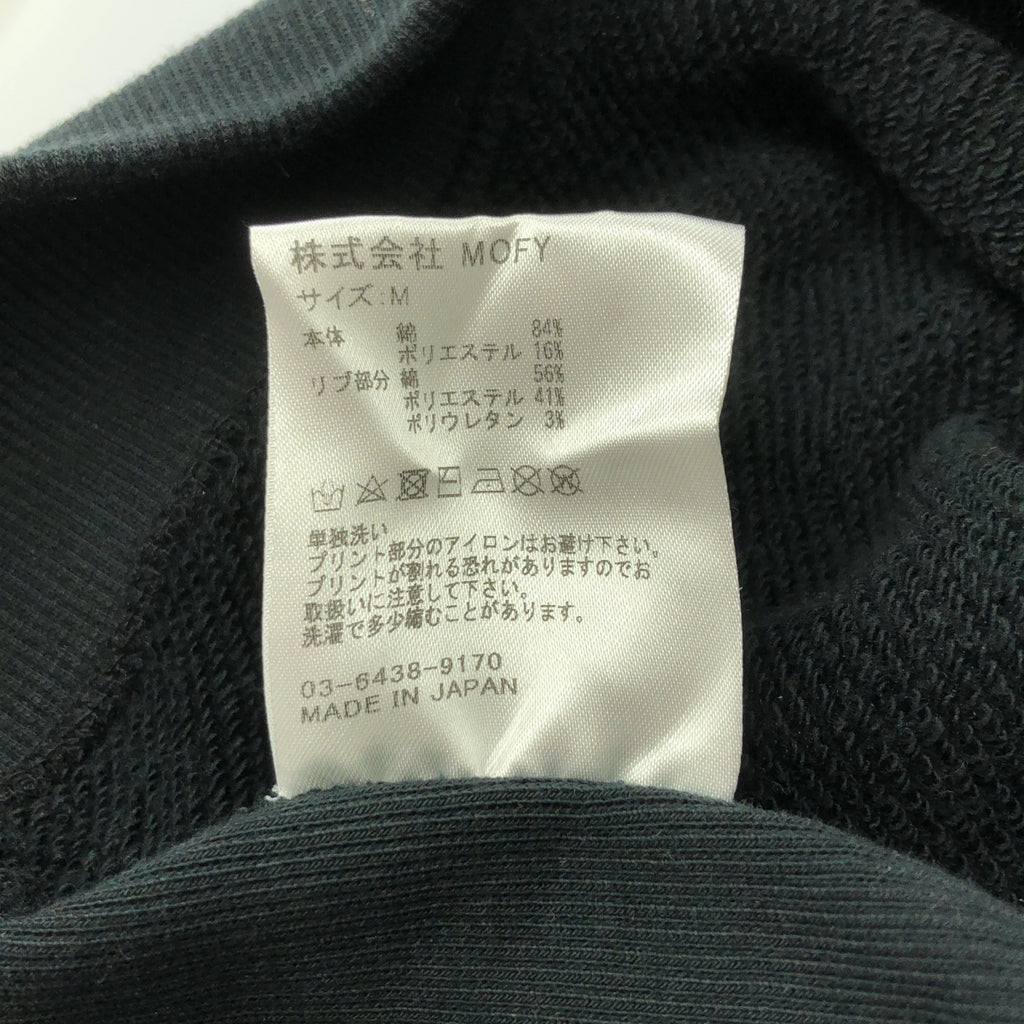 株式会社 MOFY
サイズ:M
本体 綿 84%
ポリエステル 16%
リブ部分 綿 56%
ポリエステル 41%
ポリウレタン 3%
単独洗い
プリント部分のアイロンはお避け下さい。
プリントが割れる恐れがありますのでお
取扱いに注意して下さい。
洗濯で多少縮むことがあります。
03-6438-9170
MADE IN JAPAN